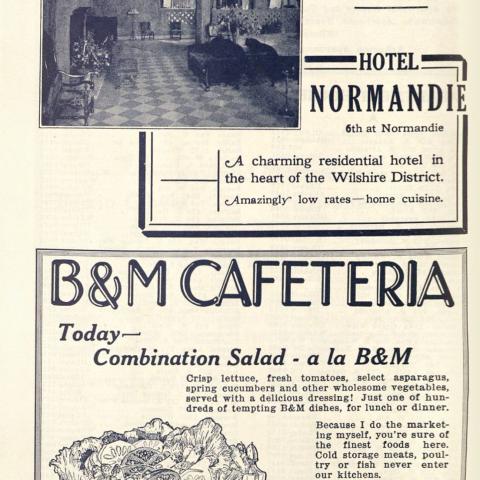 HOTEL
NORMANDIE
6th at Normandie
A charming residential hotel in
the heart of the Wilshire District.
Amazingly low rates—home cuisine.
B&M CAFETERIA
Today—
Combination Salad - a la B&M
Crisp lettuce, fresh tomatoes, select asparagus,
spring cucumbers and other wholesome vegetables,
served with a delicious dressing! Just one of hun-
dreds of tempting B&M dishes, for lunch or dinner.
Because I do the market-
ing myself, you're sure of
the finest foods here.
Cold storage meats, poul-
try or fish never enter
our kitchens.